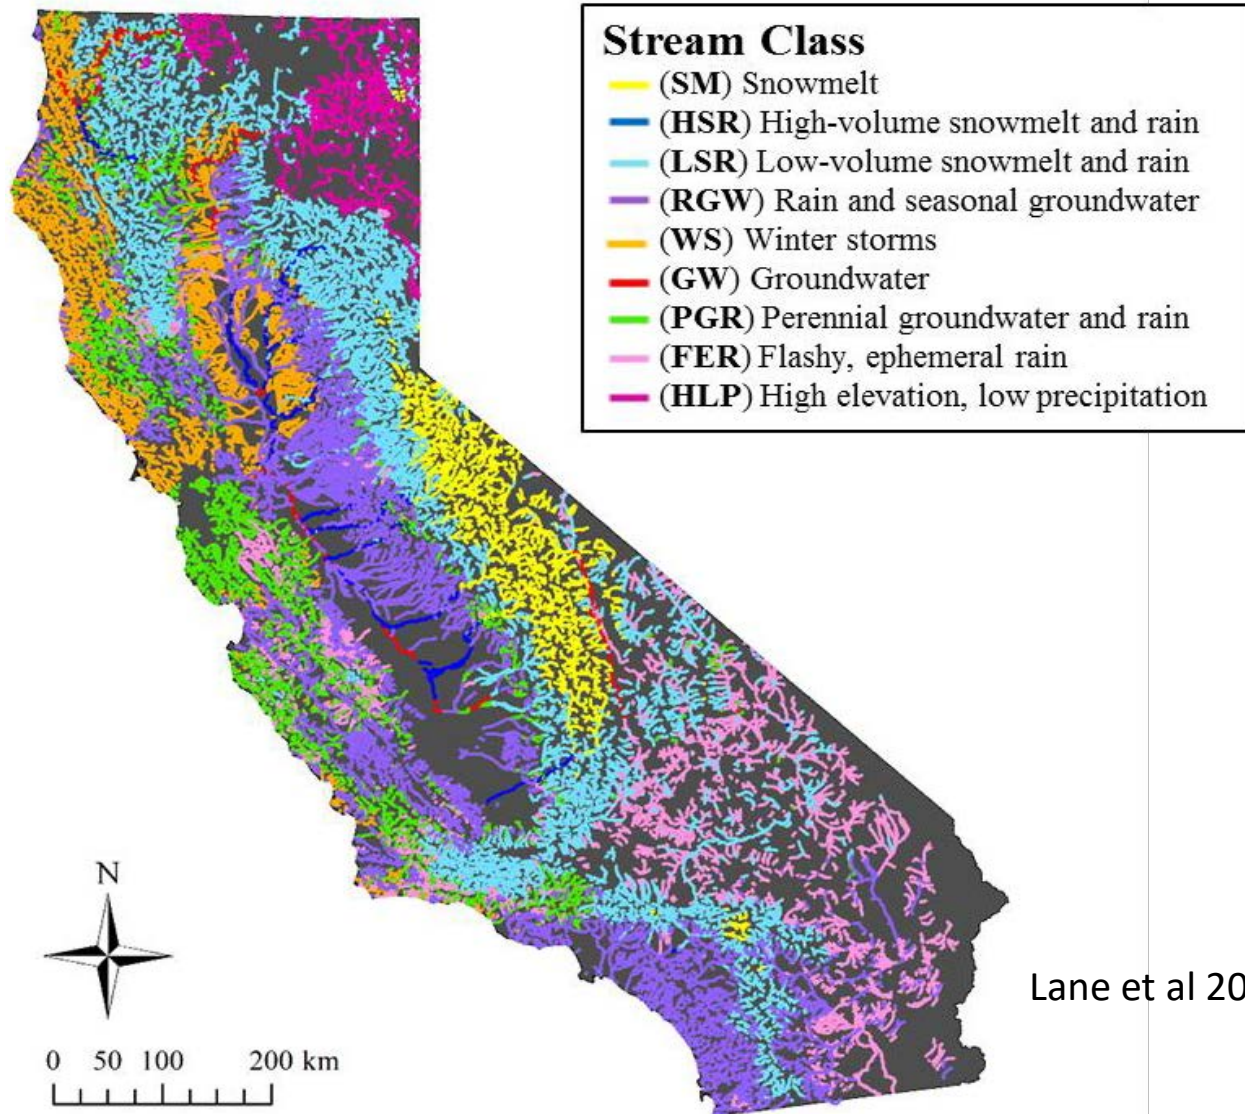 Stream Class
(SM) Snowmelt
(HSR) High-volume snowmelt and rain
(LSR) Low-volume snowmelt and rain
(RGW) Rain and seasonal groundwater
(WS) Winter storms
(GW) Groundwater
(PGR) Perennial groundwater and rain
(FER) Flashy, ephemeral rain
(HLP) High elevation, low precipitation
N
0 50 100 200 km
Lane et al 20